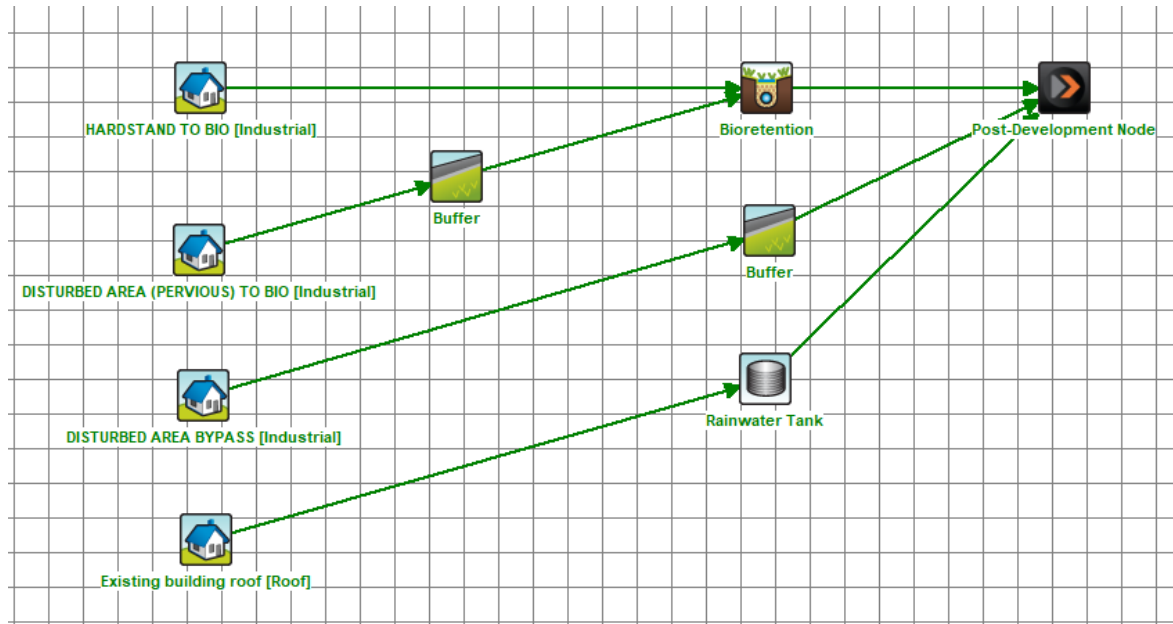 HARDSTAND TO BIO [Industrial]
Bioretention
Post-Development Node
Buffer
DISTURBED AREA (PERVIOUS) TO BIO [Industrial]
Buffer
DISTURBED AREA BYPASS [Industrial]
Rainwater Tank
Existing building roof [Roof]